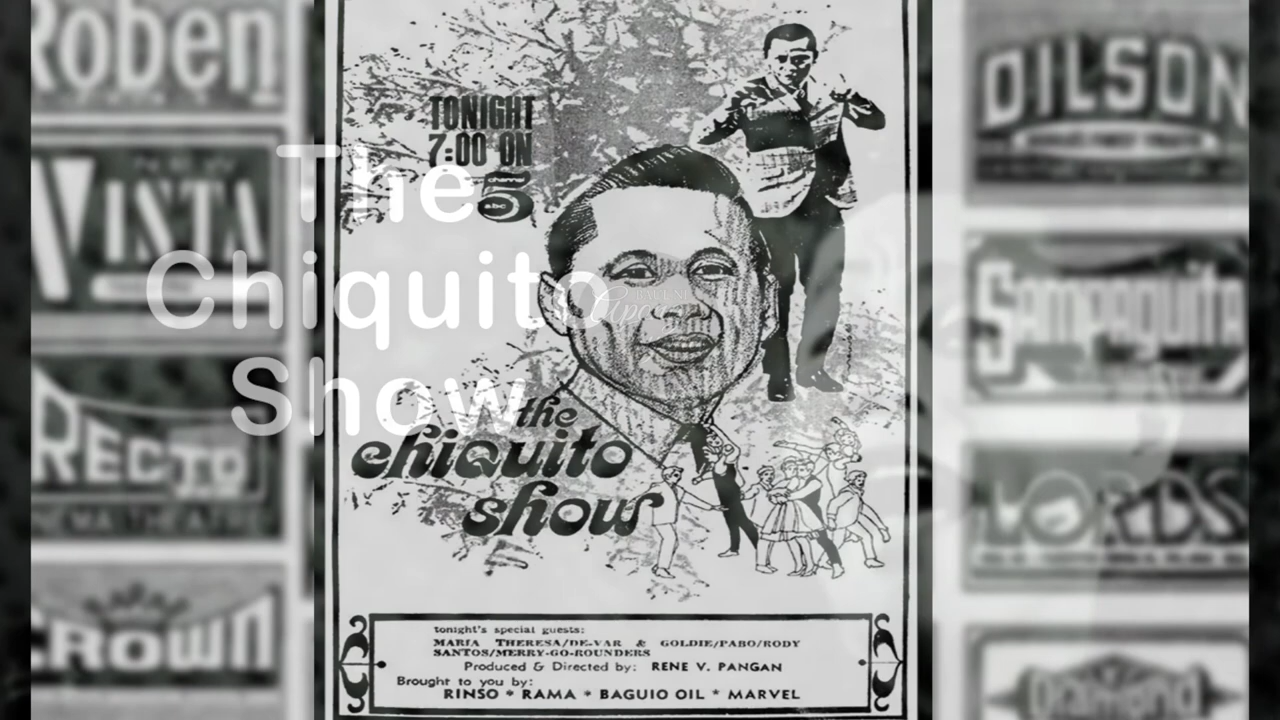 Roben
TONIGHT
7:00 ON
channel
abc 5
The
Chiquito
Show
the
chiquito
show
tonight's special guests:
MARIA THERESA/DE-VAR & GOLDIE/PABO/RODY
SANTOS/MERRY-GO-ROUNDERS
Produced & Directed by: RENE V. PANGAN
Brought to you by:
RINSO * RAMA * BAGUIO OIL * MARVEL
NEW
VISTA
RECTO
CROWN
DILSON
SAMPAGUITA
LORDS
Diamond